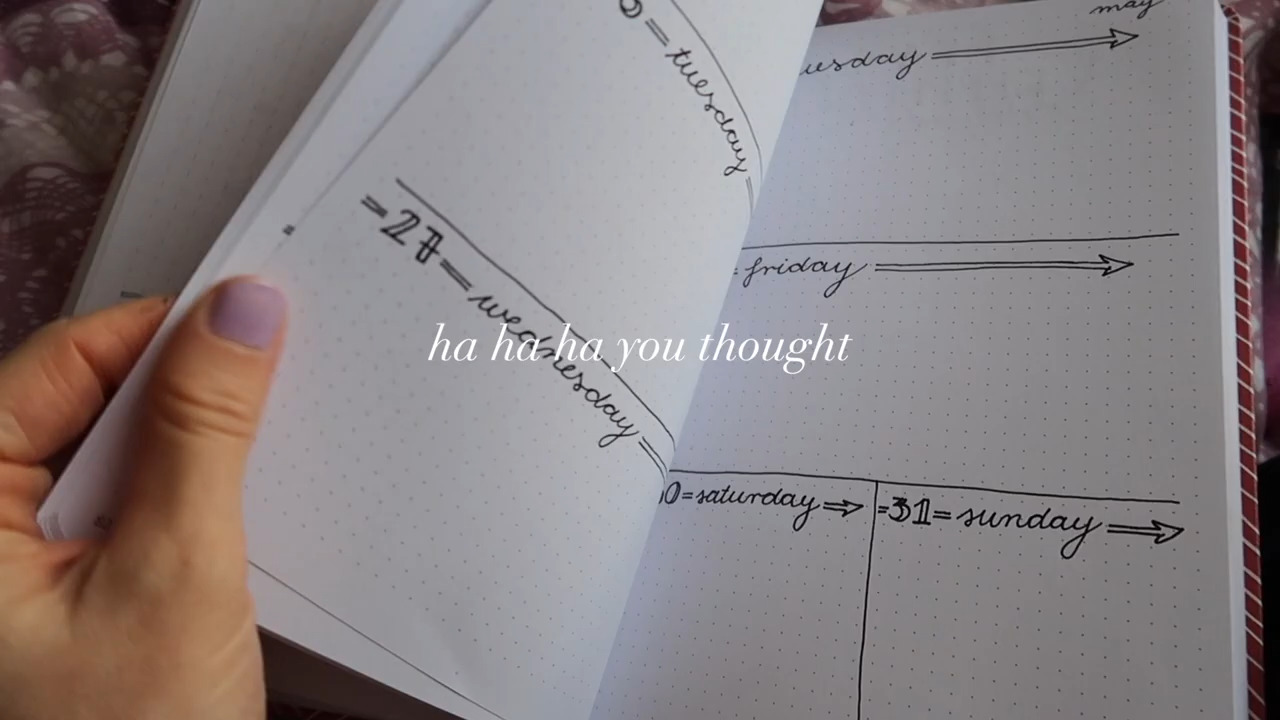 = tuesday
= 27 = wednesday =
may
= friday
= saturday
= 31 = sunday
ha ha ha you thought